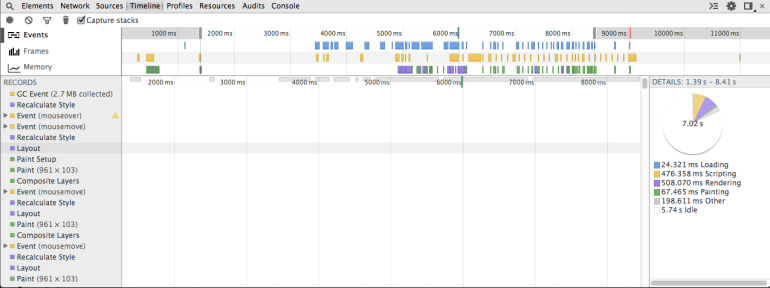 Elements Network Sources Timeline Profiles Resources Audits Console
Capture stacks
Events
Frames
Memory
1000 ms 2000 ms 3000 ms 4000 ms 5000 ms 6000 ms 7000 ms 8000 ms 9000 ms 10000 ms 11000 ms
RECORDS
2000 ms 3000 ms 4000 ms 5000 ms 6000 ms 7000 ms 8000 ms
GC Event (2.7 MB collected)
Recalculate Style
Event (mouseover)
Event (mousemove)
Recalculate Style
Layout
Paint Setup
Paint (961 × 103)
Composite Layers
Event (mousemove)
Recalculate Style
Layout
Paint (961 × 103)
Composite Layers
Event (mousemove)
Recalculate Style
Layout
Paint (961 × 103)
DETAILS: 1.39 s – 8.41 s
7.02 s
24.321 ms Loading
476.358 ms Scripting
508.070 ms Rendering
67.465 ms Painting
198.611 ms Other
5.74 s Idle